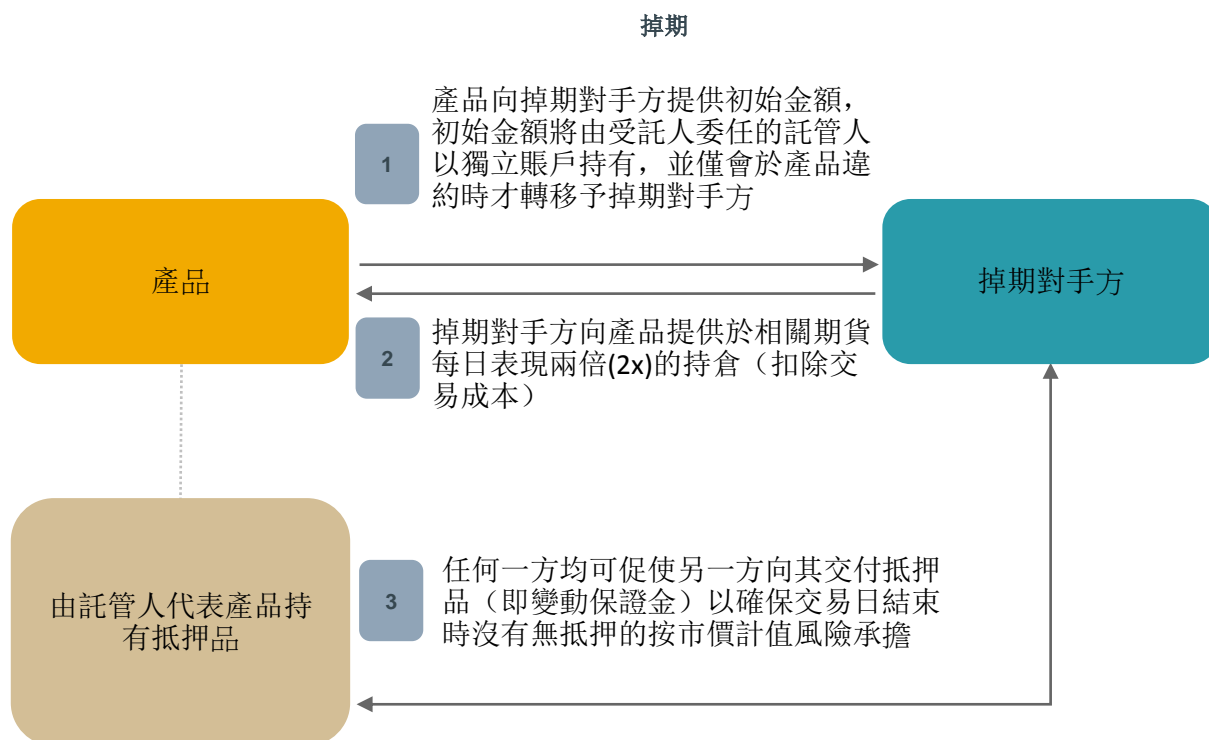 掉期
產品向掉期對手方提供初始金額，
初始金額將由受託人委任的託管人
以獨立賬戶持有，並僅會於產品違
約時才轉移予掉期對手方
1
產品
掉期對手方
掉期對手方向產品提供於相關期貨
每日表現兩倍(2x)的持倉（扣除交
易成本）
2
任何一方均可促使另一方向其交付抵押
品（即變動保證金）以確保交易日結束
時沒有無抵押的按市價計值風險承擔
3
由託管人代表產品持
有抵押品